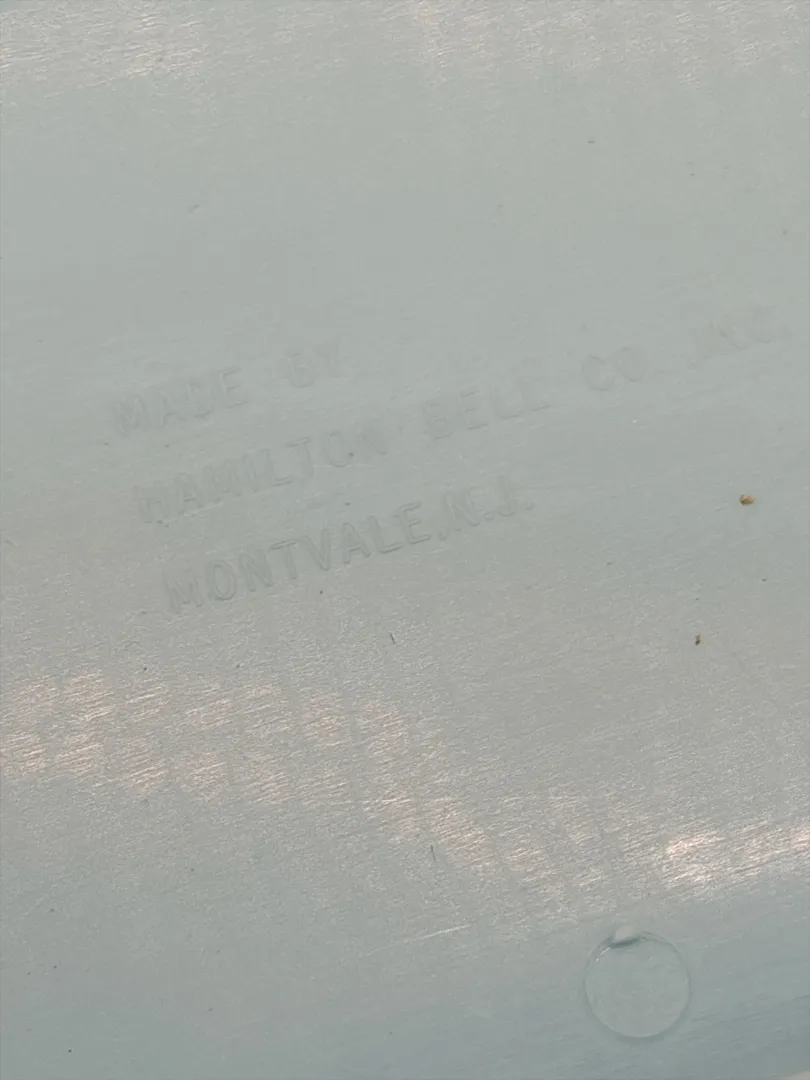 MADE BY
HAMILTON BELL CO. INC.
MONTVALE, N.J.